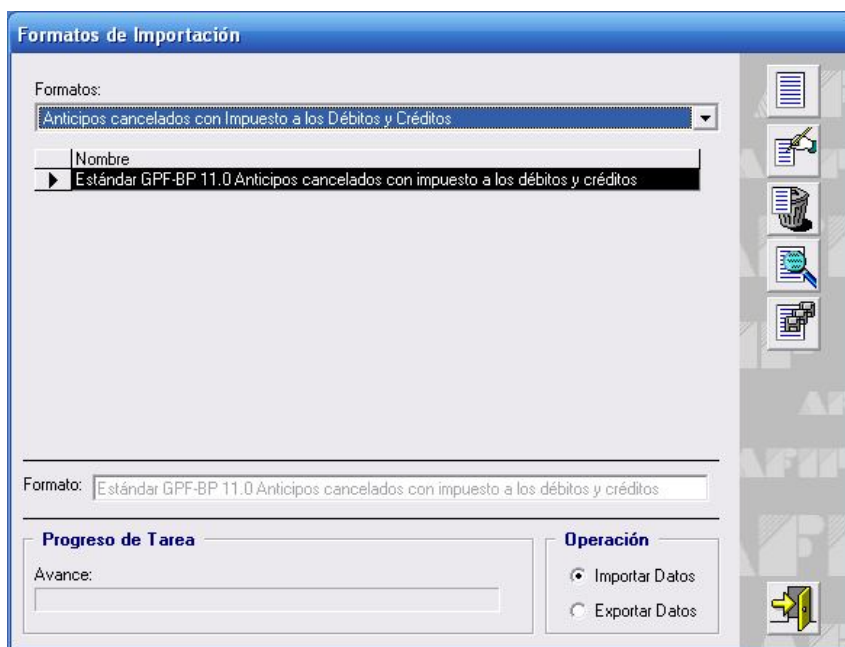 Formatos de Importación
Formatos:
Anticipos cancelados con Impuesto a los Débitos y Créditos
Nombre
Estándar GPF-BP 11.0 Anticipos cancelados con impuesto a los débitos y créditos
Formato: Estándar GPF-BP 11.0 Anticipos cancelados con impuesto a los débitos y créditos
Progreso de Tarea
Avance:
Operación
Importar Datos
Exportar Datos